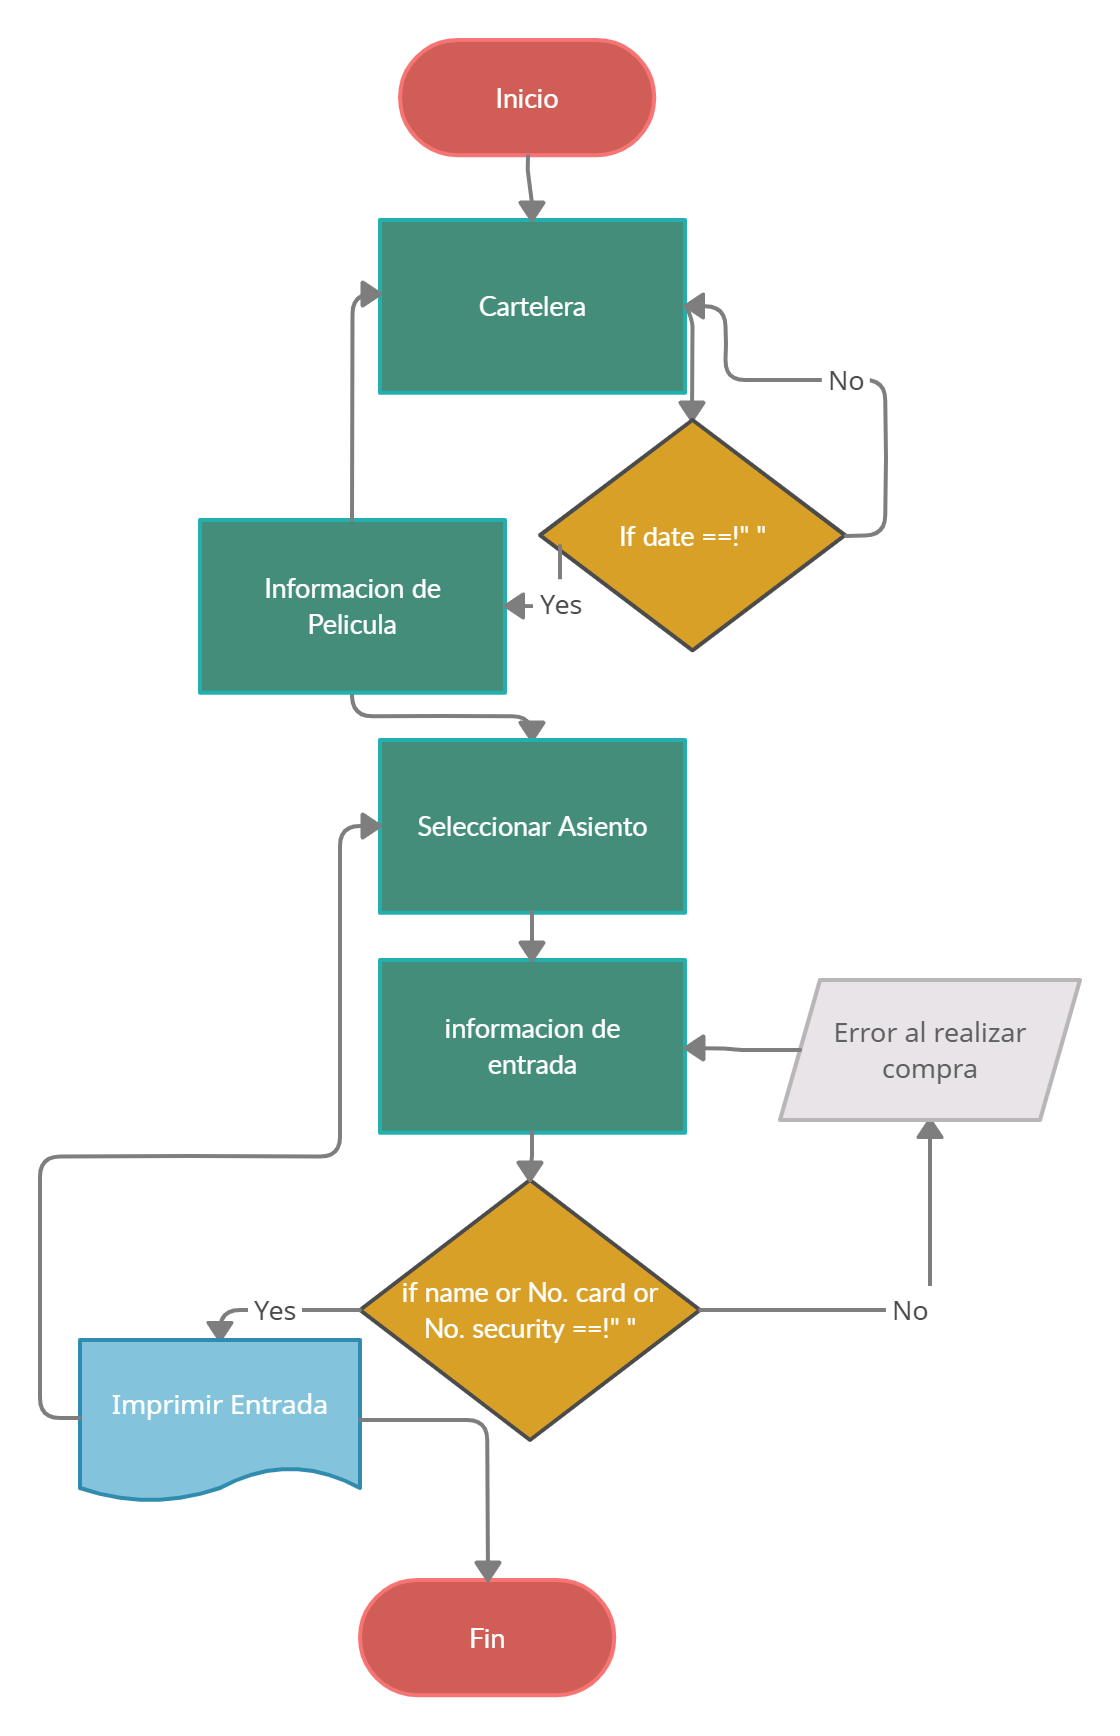 Inicio
Cartelera
No
If date ==!" "
Informacion de
Pelicula
Yes
Seleccionar Asiento
informacion de
entrada
Error al realizar
compra
if name or No. card or
No. security ==!" "
Yes
No
Imprimir Entrada
Fin